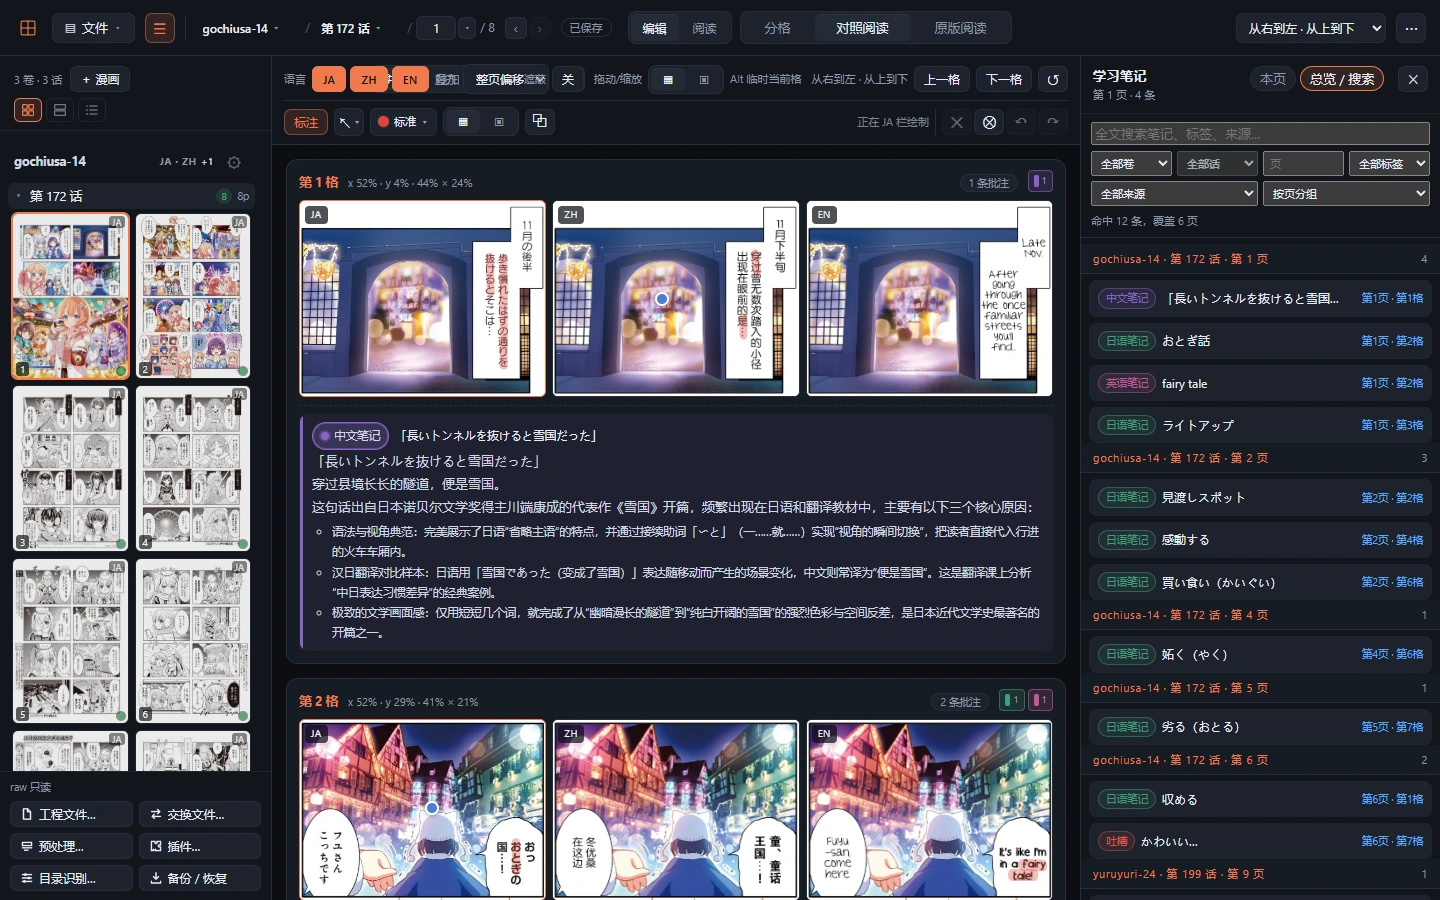 文件
gochiusa-14
/
第 172 话
/
1
/ 8
已保存
编辑
阅读
分格
对照阅读
原版阅读
从右到左 · 从上到下
3 卷 · 3 话
+ 漫画
gochiusa-14
JA · ZH +1
第 172 话
8
8p
JA
1
JA
2
JA
3
JA
4
JA
5
JA
6
JA
JA
raw 只读
工程文件...
交换文件...
预处理...
插件...
目录识别...
备份 / 恢复
语言
JA
ZH
EN
整页偏移
关
拖动/缩放
Alt 临时当前格
从右到左 · 从上到下
上一格
下一格
标注
标准
正在 JA 栏绘制
第 1 格
x 52% · y 4% · 44% × 24%
1 条批注
1
JA
11月の後半
歩き慣れたはずの通りを
抜けるとそこは…
ZH
11月下半旬
穿过曾无数次踏入的小径
出现在眼前的是…
EN
Late
Nov.
After
going
through
the once
familiar
streets
you'll
find...
中文笔记
「長いトンネルを抜けると雪国だった」
「長いトンネルを抜けると雪国だった」
穿过县境长长的隧道，便是雪国。
这句话出自日本诺贝尔文学奖得主川端康成的代表作《雪国》开篇，频繁出现在日语和翻译教材中，主要有以下三个核心原因：
语法与视角典范：完美展示了日语“省略主语”的特点，并通过接续助词「〜と」（一……就……）实现“视角的瞬间切换”，把读者直接代入行进
的火车车厢内。
汉日翻译对比样本：日语用「雪国であった（变成了雪国）」表达随移动而产生的场景变化，中文则常译为“便是雪国”。这是翻译课上分析
“中日表达习惯差异”的经典案例。
极致的文学画面感：仅用短短几个词，就完成了从“幽暗漫长的隧道”到“纯白开阔的雪国”的强烈色彩与空间反差，是日本近代文学史最著名的
开篇之一。
第 2 格
x 52% · y 29% · 41% × 21%
2 条批注
1
1
JA
おっ
おとぎの
国…！
フユさん
こっちです
ZH
童、童话
王国…！
冬优桑
在这边
EN
Fuyu
-san
come
here
It's like I'm
in a fairy
tale!
学习笔记
第 1 页 · 4 条
本页
总览 / 搜索
全文搜索笔记、标签、来源...
全部卷
全部话
页
全部标签
全部来源
按页分组
命中 12 条，覆盖 6 页
gochiusa-14 · 第 172 话 · 第 1 页
4
中文笔记
「長いトンネルを抜けると雪国...
第1页 · 第1格
日语笔记
おとぎ話
第1页 · 第2格
英语笔记
fairy tale
第1页 · 第2格
日语笔记
ライトアップ
第1页 · 第3格
gochiusa-14 · 第 172 话 · 第 2 页
3
日语笔记
見渡しスポット
第2页 · 第2格
日语笔记
感動する
第2页 · 第4格
日语笔记
買い食い（かいぐい）
第2页 · 第6格
gochiusa-14 · 第 172 话 · 第 4 页
1
日语笔记
妬く（やく）
第4页 · 第6格
gochiusa-14 · 第 172 话 · 第 5 页
1
日语笔记
劣る（おとる）
第5页 · 第7格
gochiusa-14 · 第 172 话 · 第 6 页
2
日语笔记
収める
第6页 · 第1格
吐槽
かわいい...
第6页 · 第7格
yuruyuri-24 · 第 199 话 · 第 9 页
1